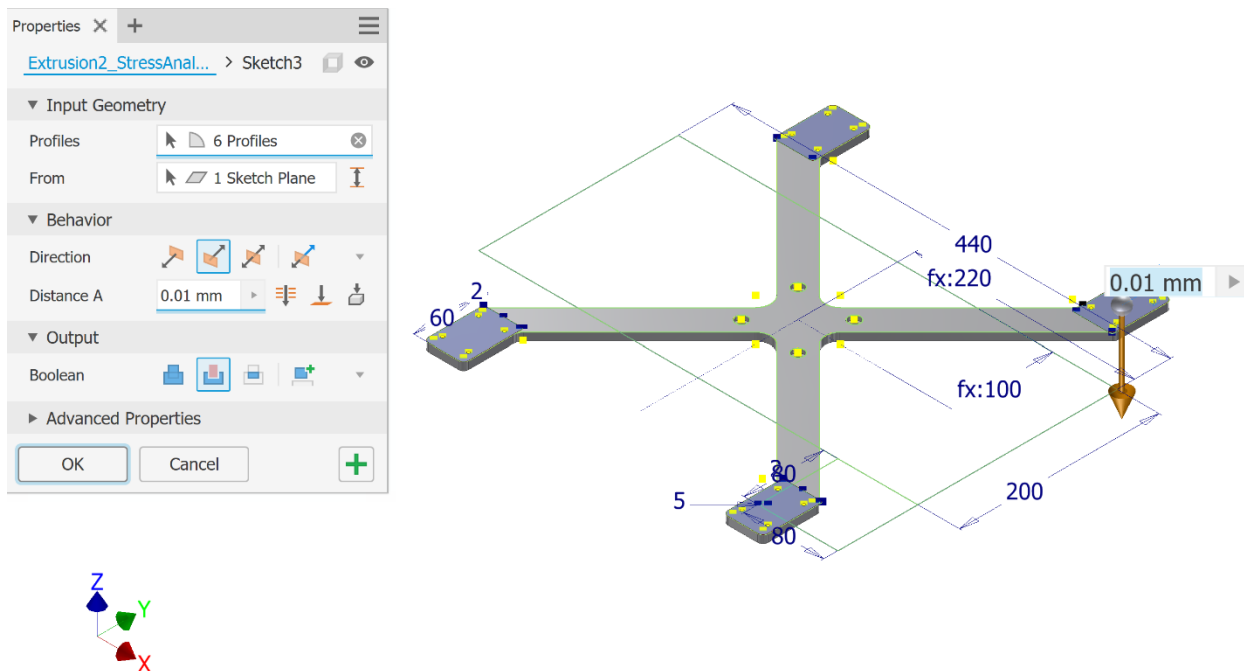 Properties
Extrusion2_StressAnal... > Sketch3
Input Geometry
Profiles 6 Profiles
From 1 Sketch Plane
Behavior
Direction
Distance A 0.01 mm
Output
Boolean
Advanced Properties
OK Cancel
440
fx:220
0.01 mm
2
60
fx:100
80
5
200
80
Z
Y
X